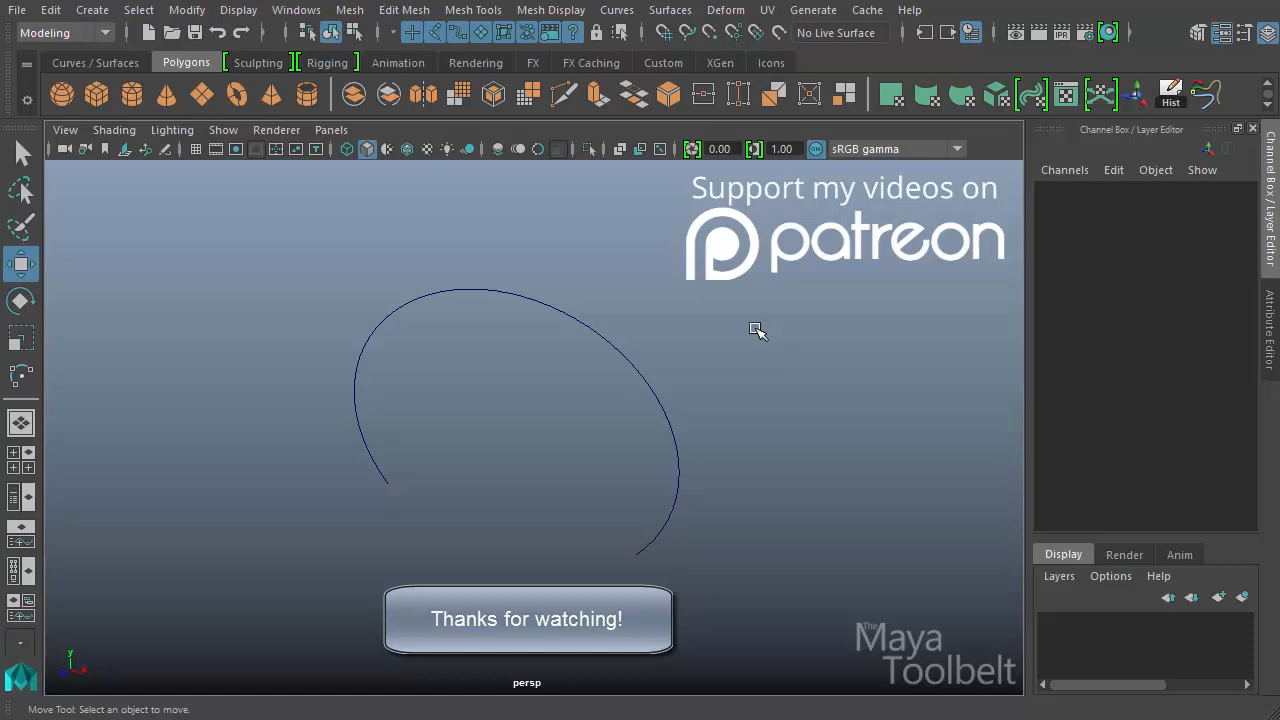 File Edit Create Select Modify Display Windows Mesh Edit Mesh Mesh Tools Mesh Display Curves Surfaces Deform UV Generate Cache Help
Modeling
No Live Surface
Curves / Surfaces Polygons Sculpting Rigging Animation Rendering FX FX Caching Custom XGen Icons
IPR
Hist
View Shading Lighting Show Renderer Panels
0.00 1.00 ON sRGB gamma
Channel Box / Layer Editor
Channels Edit Object Show
Channel Box / Layer Editor
Attribute Editor
Support my videos on
patreon
Display Render Anim
Layers Options Help
Thanks for watching!
The
Maya
Toolbelt
y
persp
Move Tool: Select an object to move.